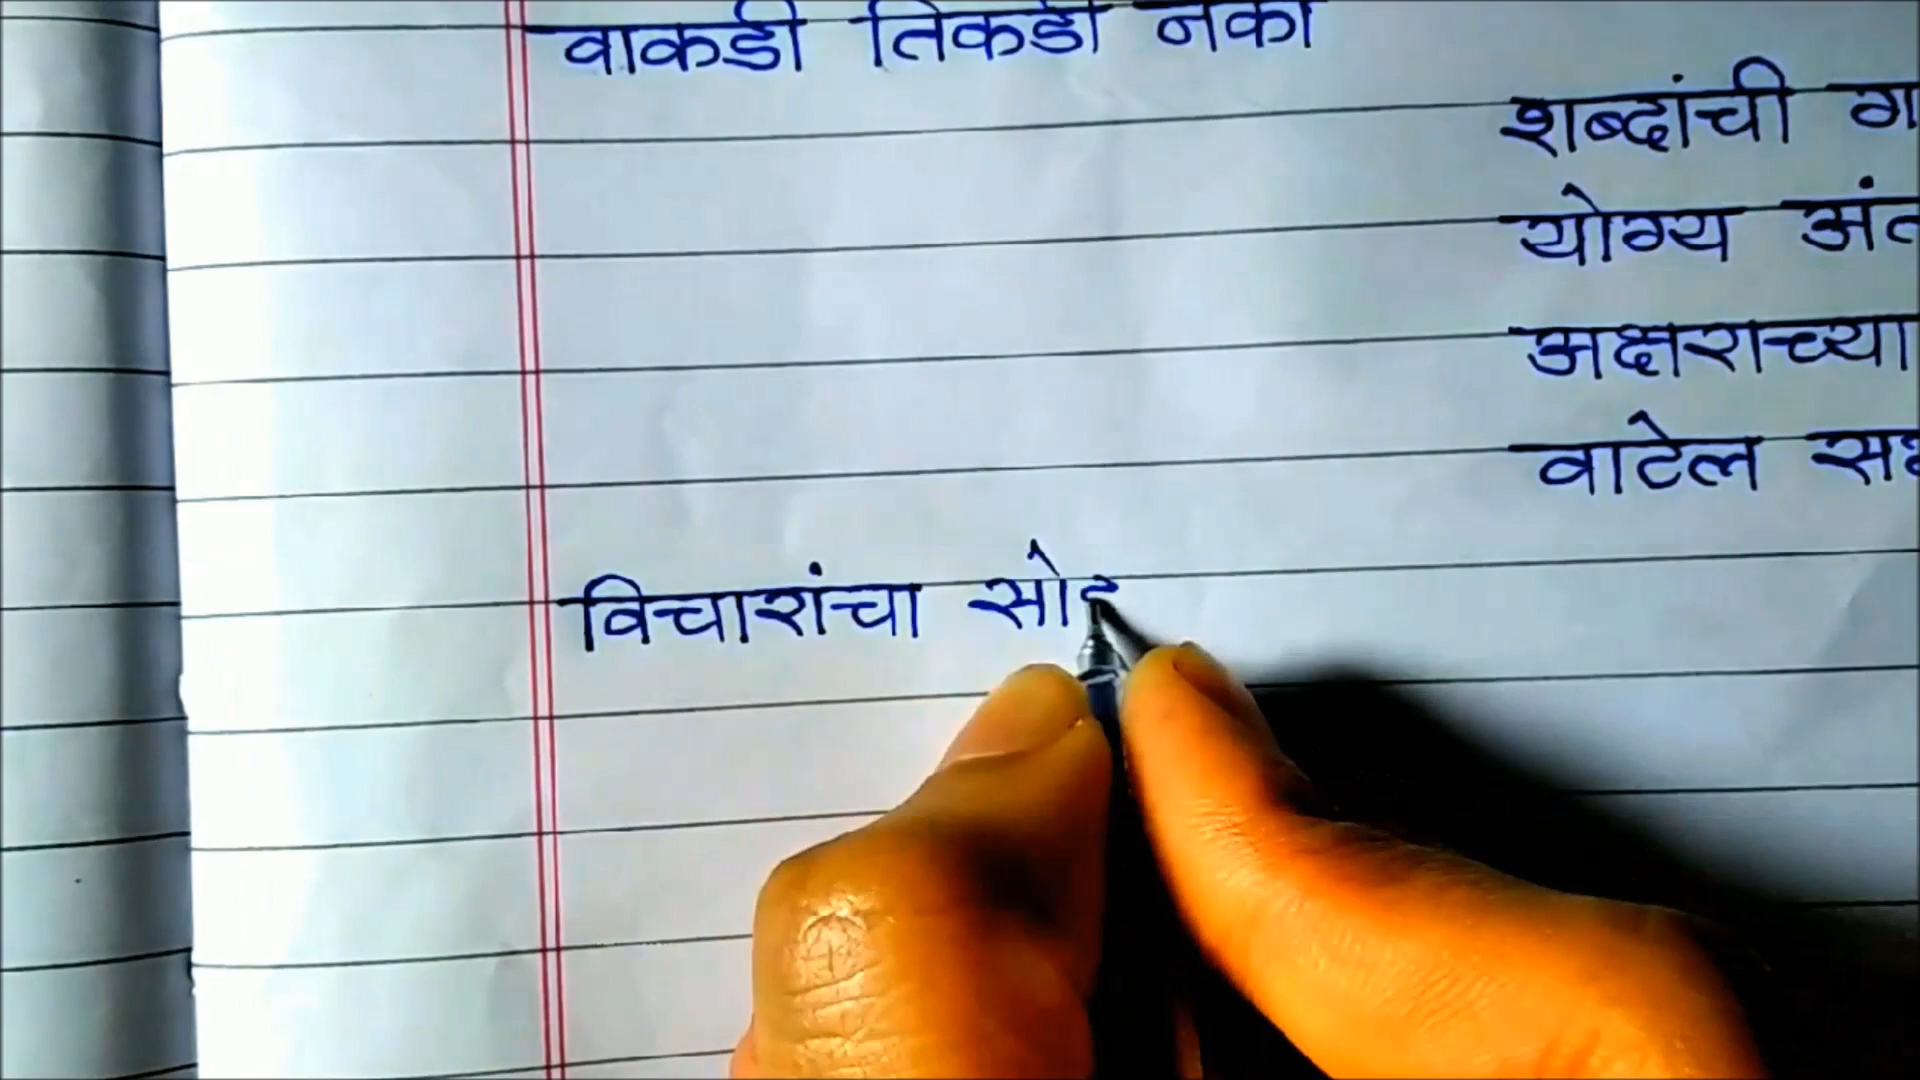 वाकडी तिकडी नको
शब्दांची
योग्य
अक्षराच्या
वाटेल
विचारांचा